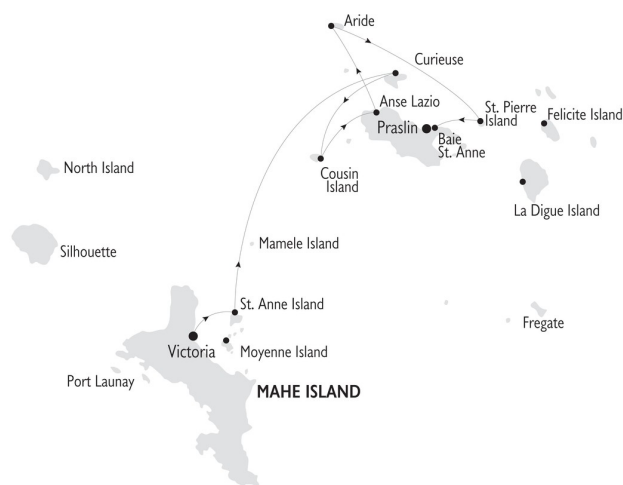 Aride
Curieuse
Anse Lazio
St. Pierre
Island
Felicite Island
Praslin
Baie
St. Anne
Cousin
Island
North Island
La Digue Island
Mamele Island
Silhouette
St. Anne Island
Fregate
Victoria
Moyenne Island
Port Launay
MAHE ISLAND